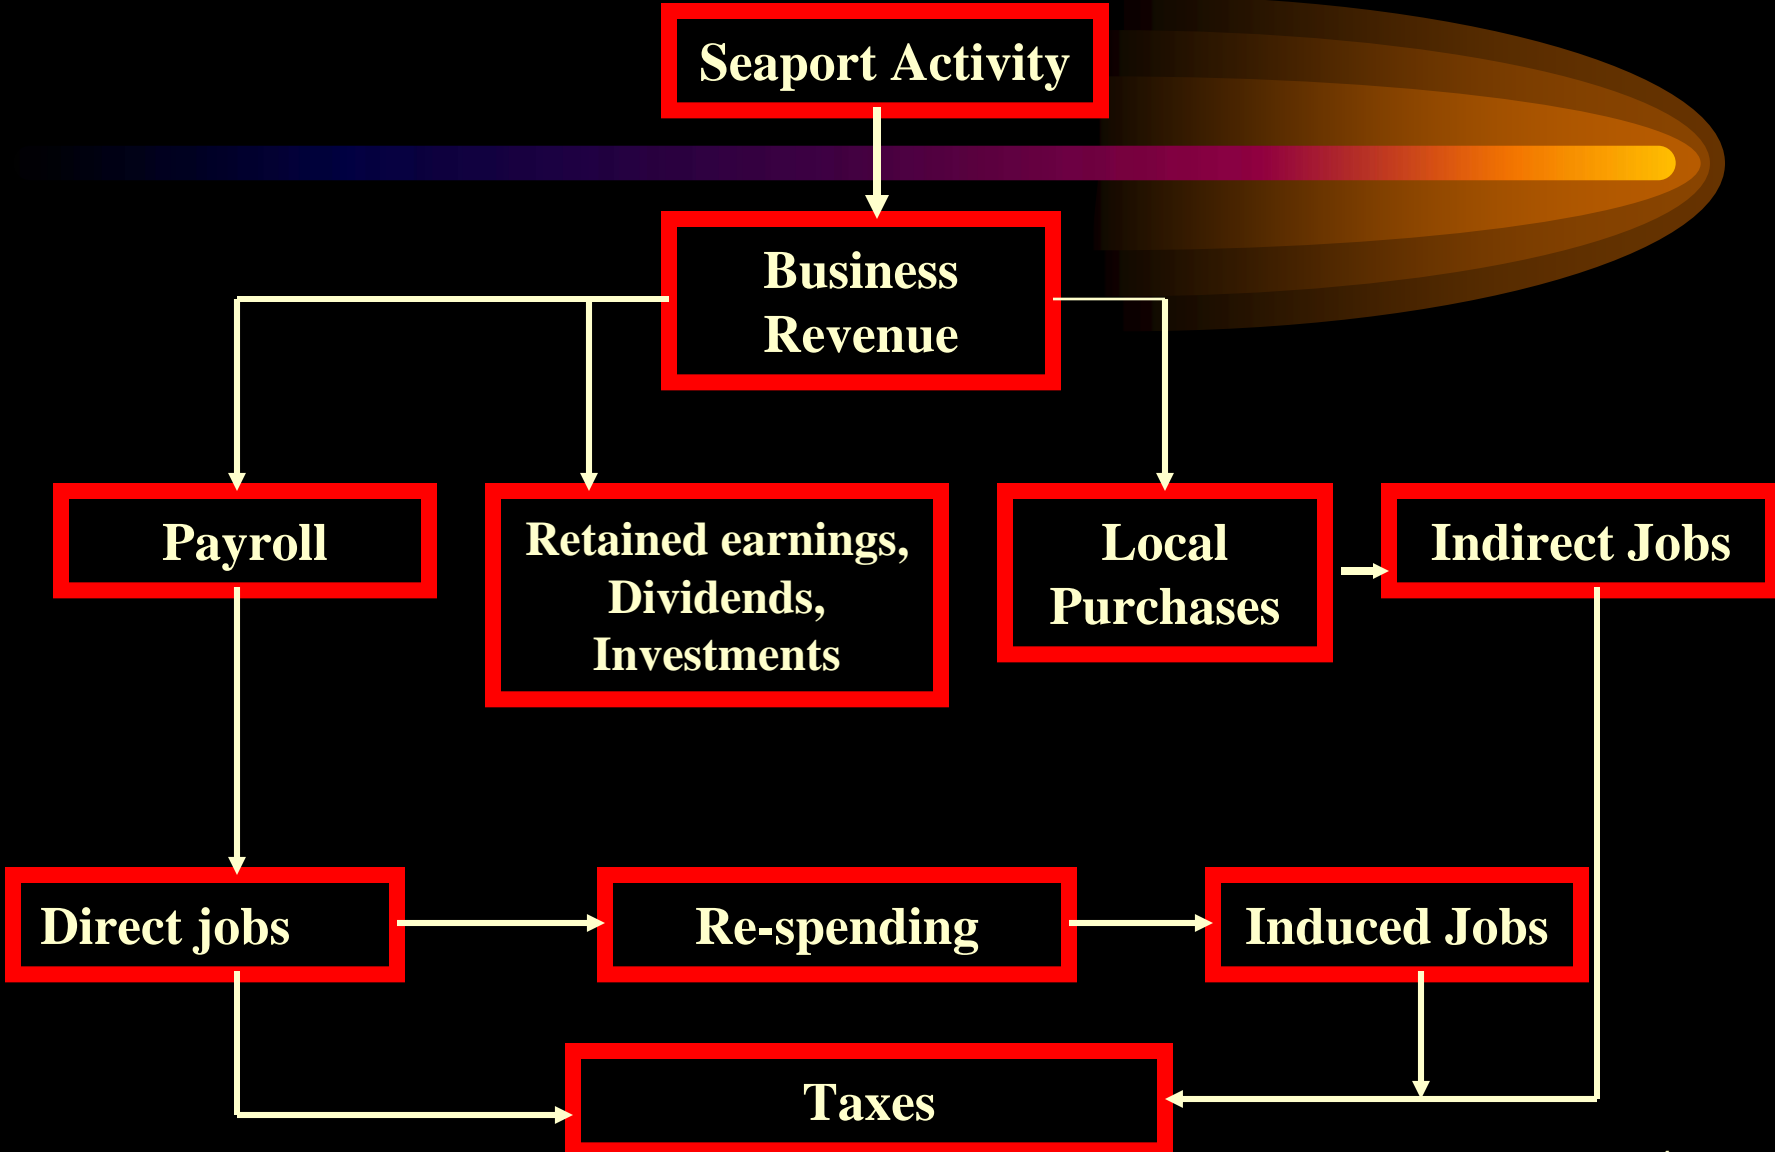 Seaport Activity
Business
Revenue
Payroll
Retained earnings,
Dividends,
Investments
Local
Purchases
Indirect Jobs
Direct jobs
Re-spending
Induced Jobs
Taxes